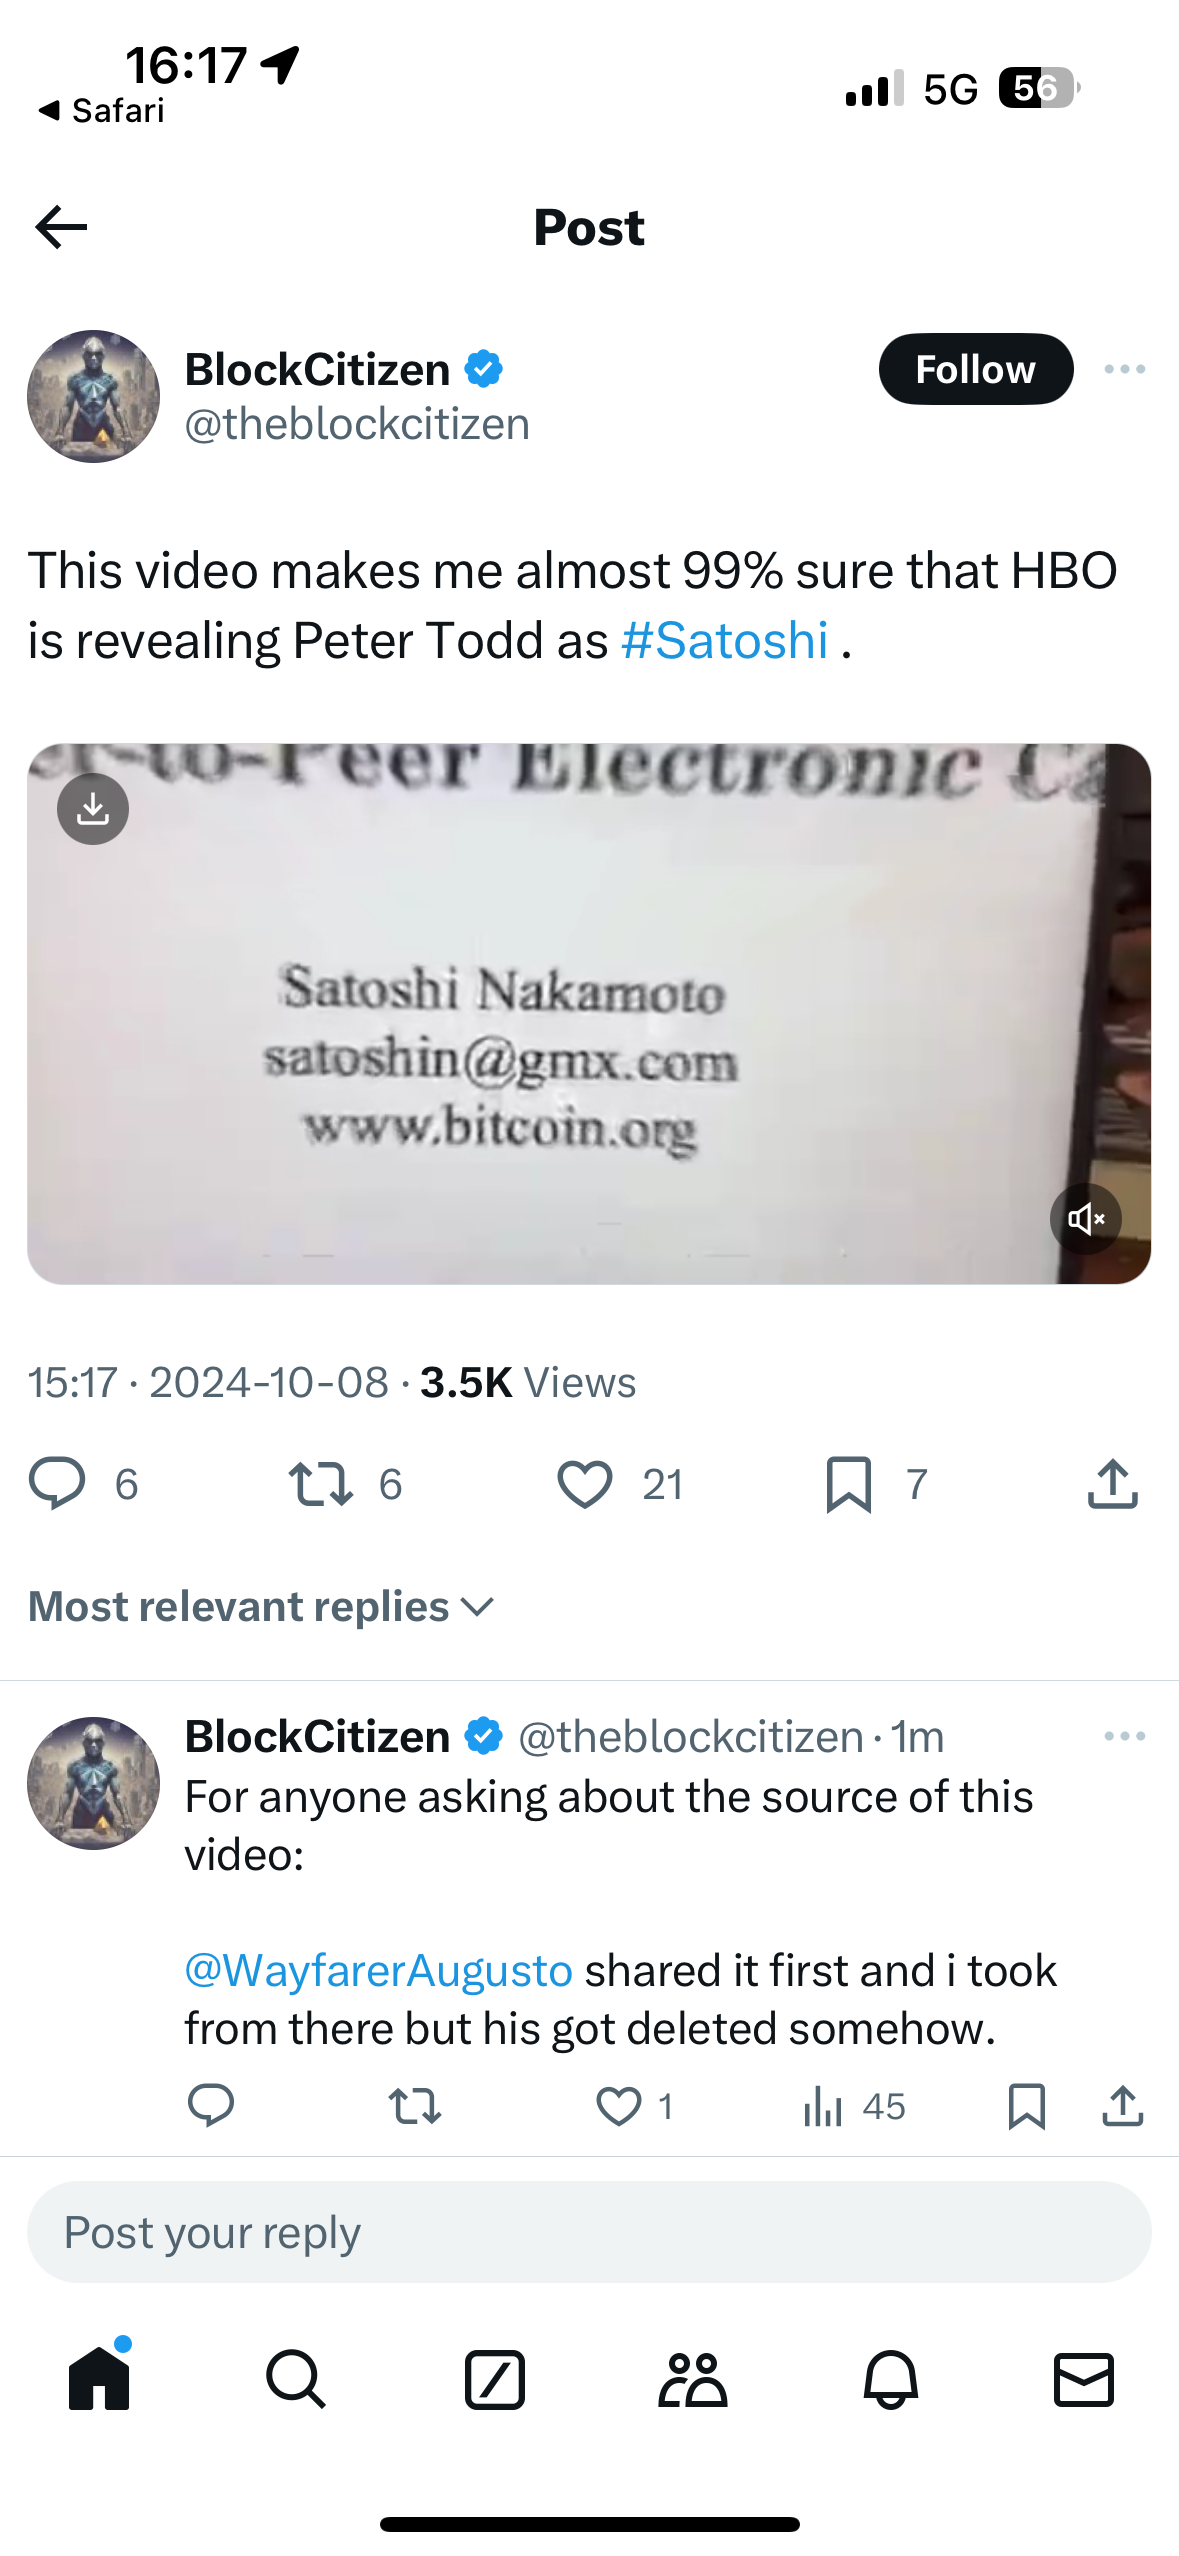 16:17
Safari
5G
56
Post
BlockCitizen
Follow
@theblockcitizen
This video makes me almost 99% sure that HBO
is revealing Peter Todd as #Satoshi .
er-to-Peer Electronic Ca
Satoshi Nakamoto
satoshin@gmx.com
www.bitcoin.org
15:17 · 2024-10-08 · 3.5K Views
6 6 21 7
Most relevant replies
BlockCitizen @theblockcitizen · 1m
For anyone asking about the source of this
video:
@WayfarerAugusto shared it first and i took
from there but his got deleted somehow.
1 45
Post your reply